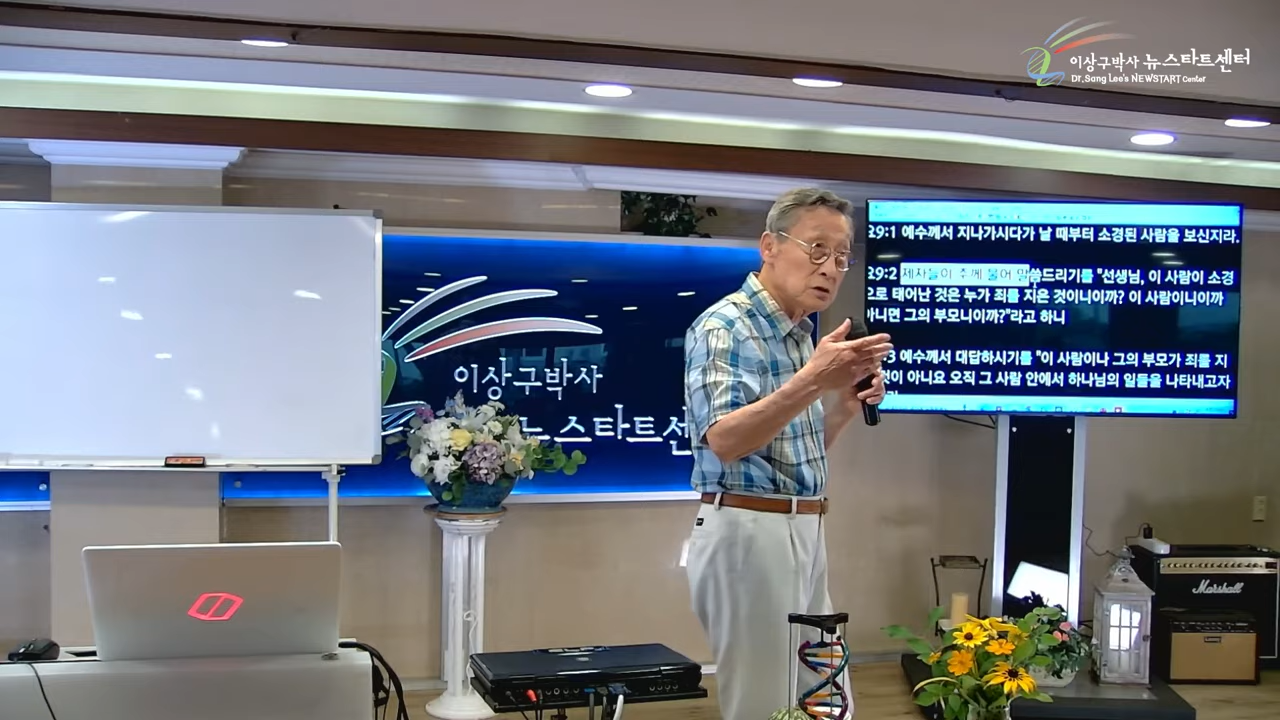 이상구박사 뉴스타트센터
Dr. Sang Lee's NEWSTART Center
29:1 예수께서 지나가시다가 날 때부터 소경된 사람을 보신지라.
29:2 제자들이 주께 물어 말씀드리기를 "선생님, 이 사람이 소경
으로 태어난 것은 누가 죄를 지은 것이니이까? 이 사람이니이까
아니면 그의 부모니이까?"라고 하니
3 예수께서 대답하시기를 "이 사람이나 그의 부모가 죄를 지
것이 아니요 오직 그 사람 안에서 하나님의 일들을 나타내고자
이상구박사
뉴스타트센
Marshall